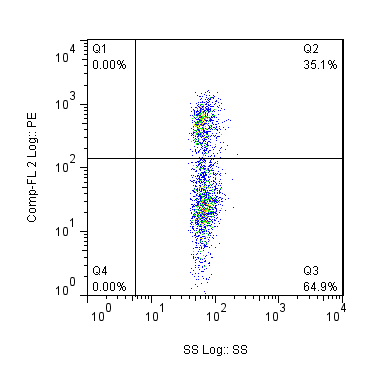 10^4
Q1
0.00%
Q2
35.1%
10^3
10^2
10^1
10^0
Q4
0.00%
Q3
64.9%
10^0 10^1 10^2 10^3 10^4
Comp-FL 2 Log:: PE
SS Log:: SS